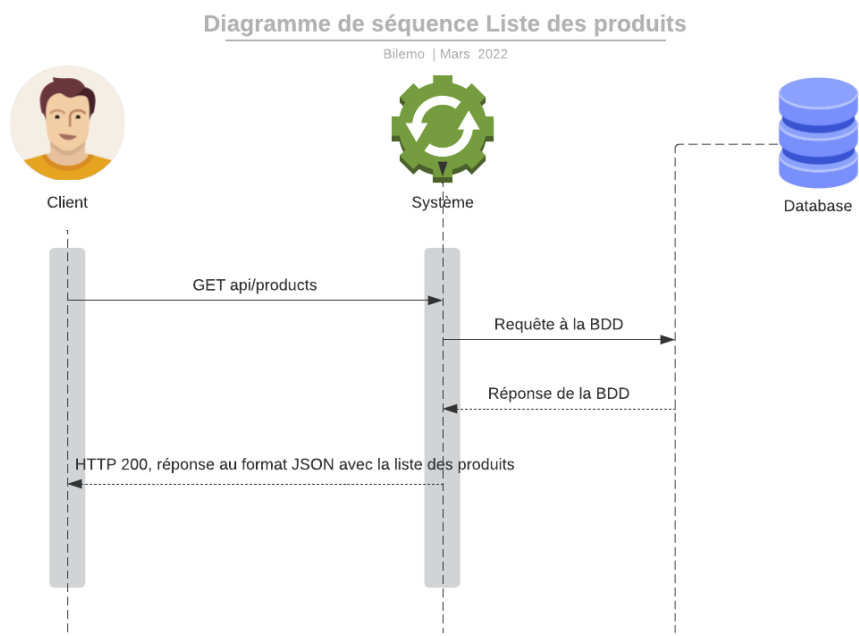 Diagramme de séquence Liste des produits
Bilemo | Mars 2022
Client
Système
Database
GET api/products
Requête à la BDD
Réponse de la BDD
HTTP 200, réponse au format JSON avec la liste des produits